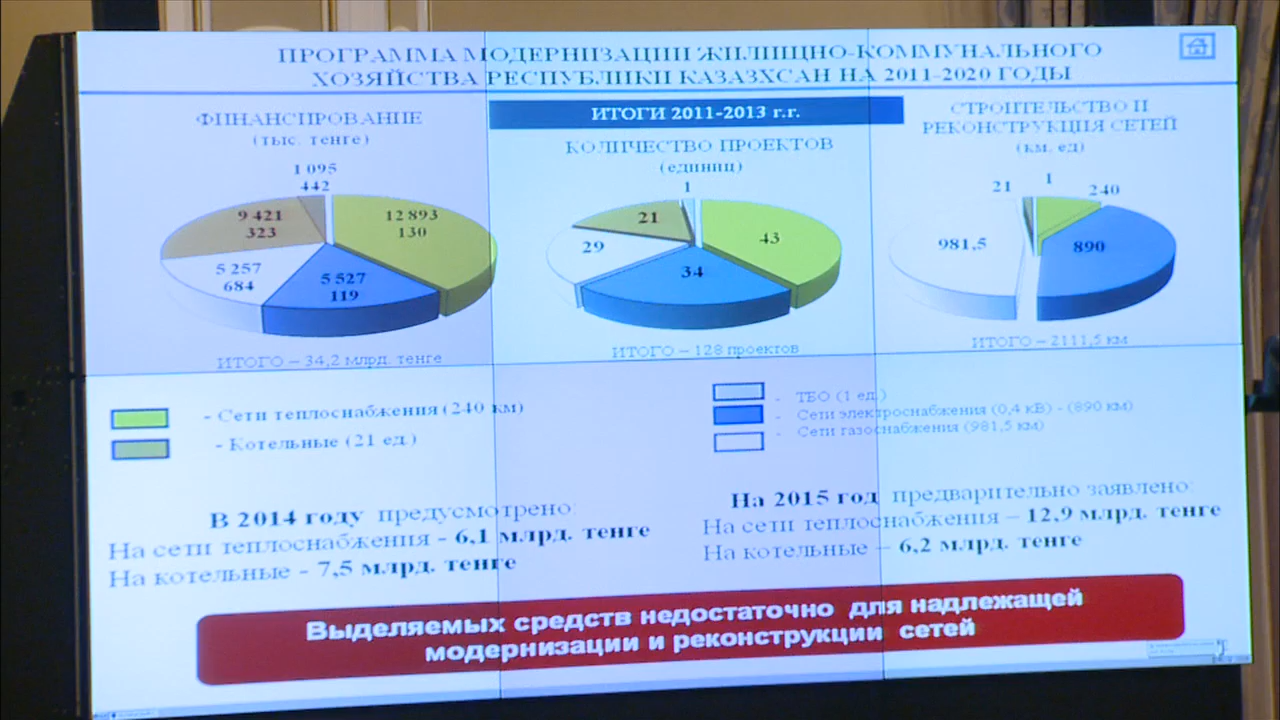 ПРОГРАММА МОДЕРНИЗАЦИИ ЖИЛИЩНО-КОММУНАЛЬНОГО
ХОЗЯЙСТВА РЕСПУБЛИКИ КАЗАХСАН НА 2011-2020 ГОДЫ
ИТОГИ 2011-2013 г.г.
ФИНАНСИРОВАНИЕ
(тыс. тенге)
1 095
442
9 421
323
12 893
130
5 257
684
5 527
119
ИТОГО – 34,2 млрд. тенге
КОЛИЧЕСТВО ПРОЕКТОВ
(единиц)
1
21
43
29
34
ИТОГО – 128 проектов
СТРОИТЕЛЬСТВО И
РЕКОНСТРУКЦИЯ СЕТЕЙ
(км. ед)
21
1
240
981,5
890
ИТОГО – 2111,5 км
- Сети теплоснабжения (240 км)
- Котельные (21 ед.)
- ТБО (1 ед.)
- Сети электроснабжения (0,4 кВ) - (890 км)
- Сети газоснабжения (981,5 км)
В 2014 году предусмотрено:
На сети теплоснабжения - 6,1 млрд. тенге
На котельные - 7,5 млрд. тенге
На 2015 год предварительно заявлено:
На сети теплоснабжения – 12,9 млрд. тенге
На котельные – 6,2 млрд. тенге
Выделяемых средств недостаточно для надлежащей
модернизации и реконструкции сетей